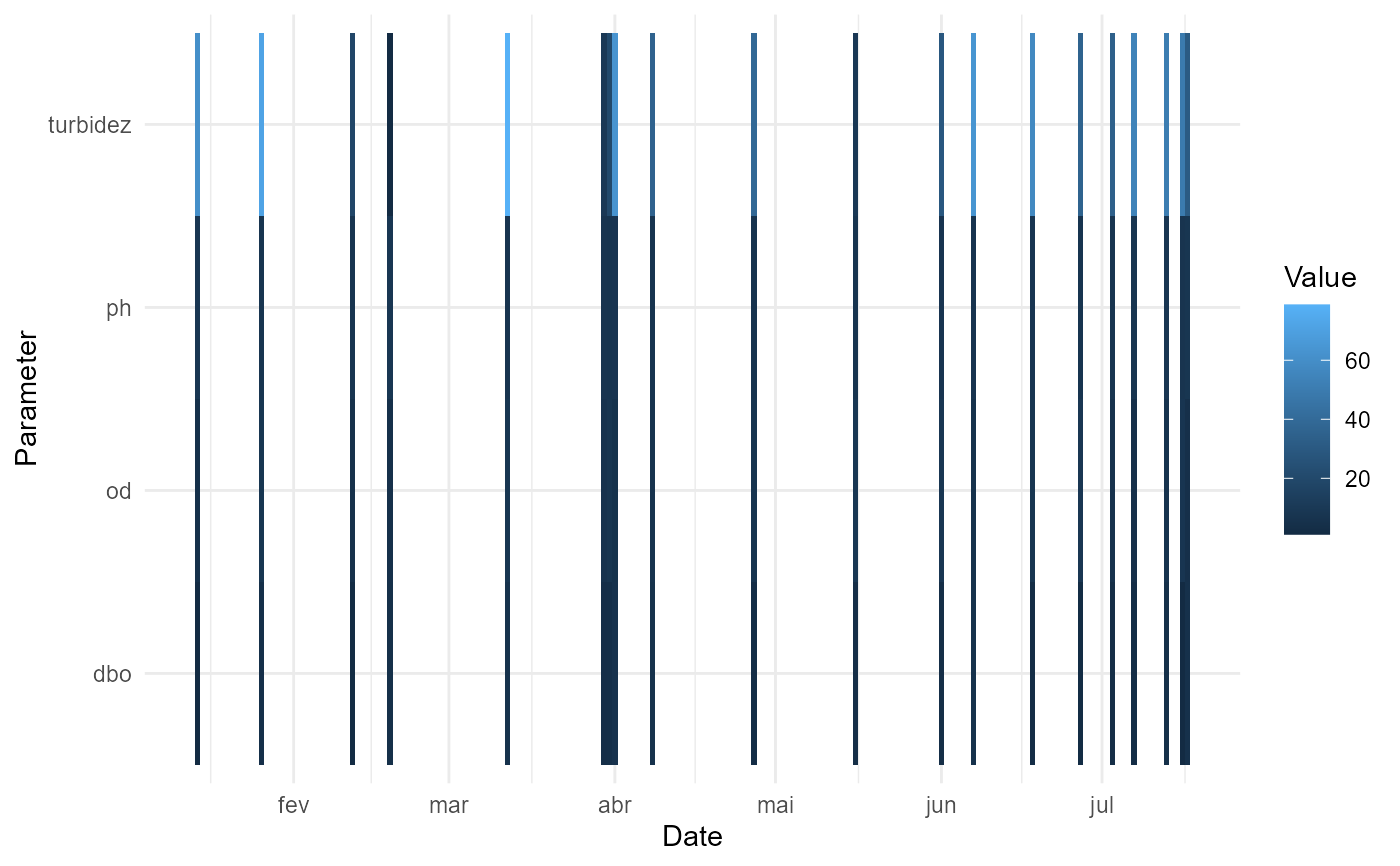 turbidez
ph
od
dbo
Parameter
fev
mar
abr
mai
jun
jul
Date
Value
60
40
20